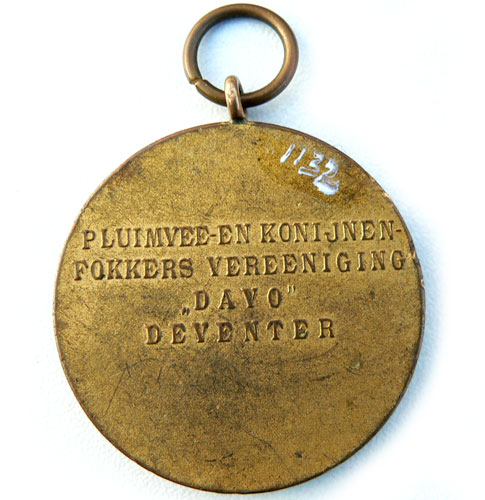 1132
PLUIMVEE-EN KONIJNEN-
FOKKERS VEREENIGING
„DAVO"
DEVENTER